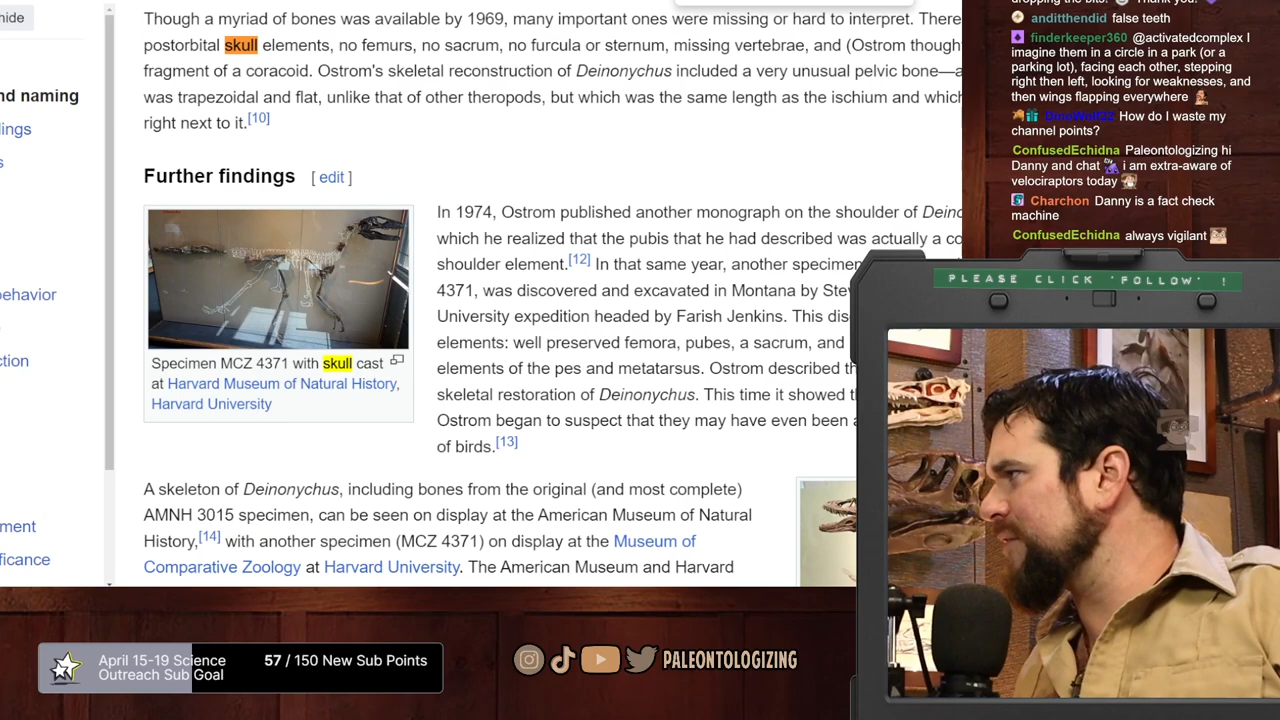 hide
nd naming
ings
s
ehavior
ction
ment
ficance
Though a myriad of bones was available by 1969, many important ones were missing or hard to interpret. There
postorbital skull elements, no femurs, no sacrum, no furcula or sternum, missing vertebrae, and (Ostrom though
fragment of a coracoid. Ostrom's skeletal reconstruction of Deinonychus included a very unusual pelvic bone—a
was trapezoidal and flat, unlike that of other theropods, but which was the same length as the ischium and which
right next to it.[10]
Further findings [ edit ]
Specimen MCZ 4371 with skull cast
at Harvard Museum of Natural History,
Harvard University
In 1974, Ostrom published another monograph on the shoulder of Deino
which he realized that the pubis that he had described was actually a co
shoulder element.[12] In that same year, another specimen
4371, was discovered and excavated in Montana by Stev
University expedition headed by Farish Jenkins. This dis
elements: well preserved femora, pubes, a sacrum, and
elements of the pes and metatarsus. Ostrom described th
skeletal restoration of Deinonychus. This time it showed t
Ostrom began to suspect that they may have even been a
of birds.[13]
A skeleton of Deinonychus, including bones from the original (and most complete)
AMNH 3015 specimen, can be seen on display at the American Museum of Natural
History,[14] with another specimen (MCZ 4371) on display at the Museum of
Comparative Zoology at Harvard University. The American Museum and Harvard
anditthendid false teeth
finderkeeper360 @activatedcomplex I
imagine them in a circle in a park (or a
parking lot), facing each other, stepping
right then left, looking for weaknesses, and
then wings flapping everywhere
How do I waste my
channel points?
ConfusedEchidna Paleontologizing hi
Danny and chat i am extra-aware of
velociraptors today
Charchon Danny is a fact check
machine
ConfusedEchidna always vigilant
PLEASE CLICK 'FOLLOW' !
April 15-19 Science
Outreach Sub Goal
57 / 150 New Sub Points
PALEONTOLOGIZING